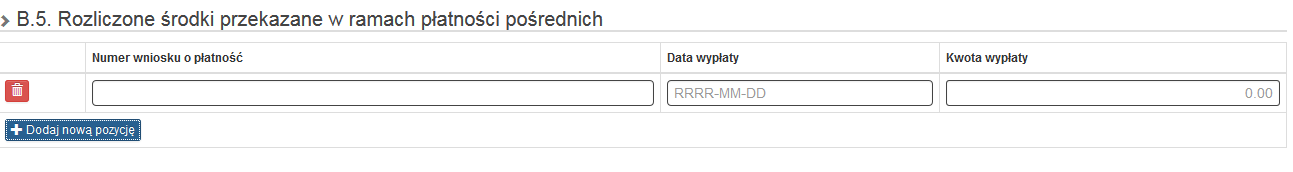 B.5. Rozliczone środki przekazane w ramach płatności pośrednich
Numer wniosku o płatność Data wypłaty Kwota wypłaty
RRRR-MM-DD 0.00
Dodaj nową pozycję